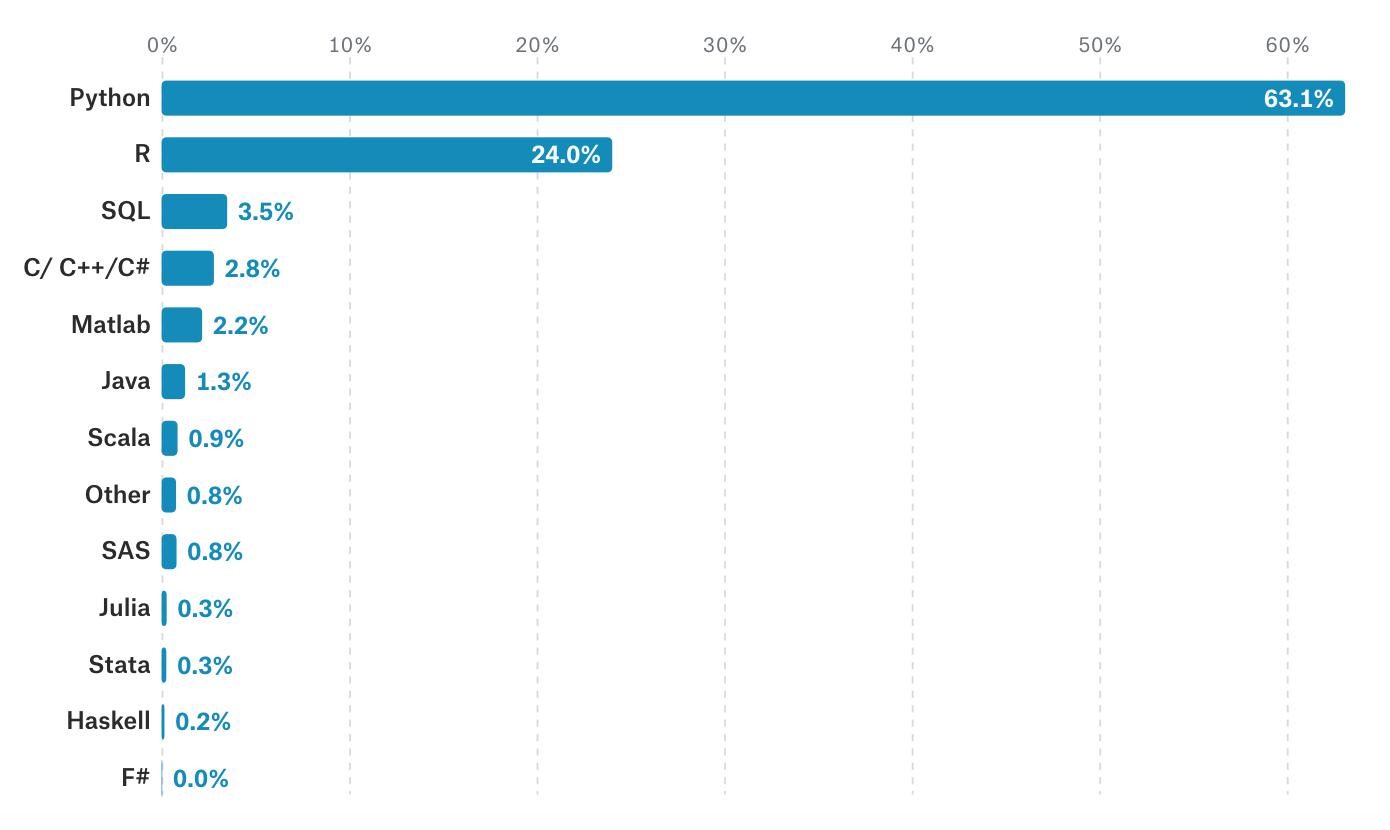 0% 10% 20% 30% 40% 50% 60%
Python 63.1%
R 24.0%
SQL 3.5%
C/ C++/C# 2.8%
Matlab 2.2%
Java 1.3%
Scala 0.9%
Other 0.8%
SAS 0.8%
Julia 0.3%
Stata 0.3%
Haskell 0.2%
F# 0.0%